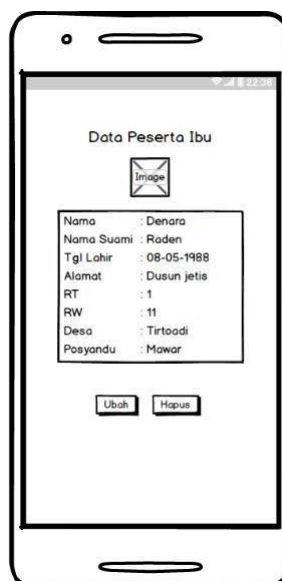 22:38
Data Peserta Ibu
Image
Nama : Denara
Nama Suami : Raden
Tgl Lahir : 08-05-1988
Alamat : Dusun jetis
RT : 1
RW : 11
Desa : Tirtoadi
Posyandu : Mawar
Ubah Hapus